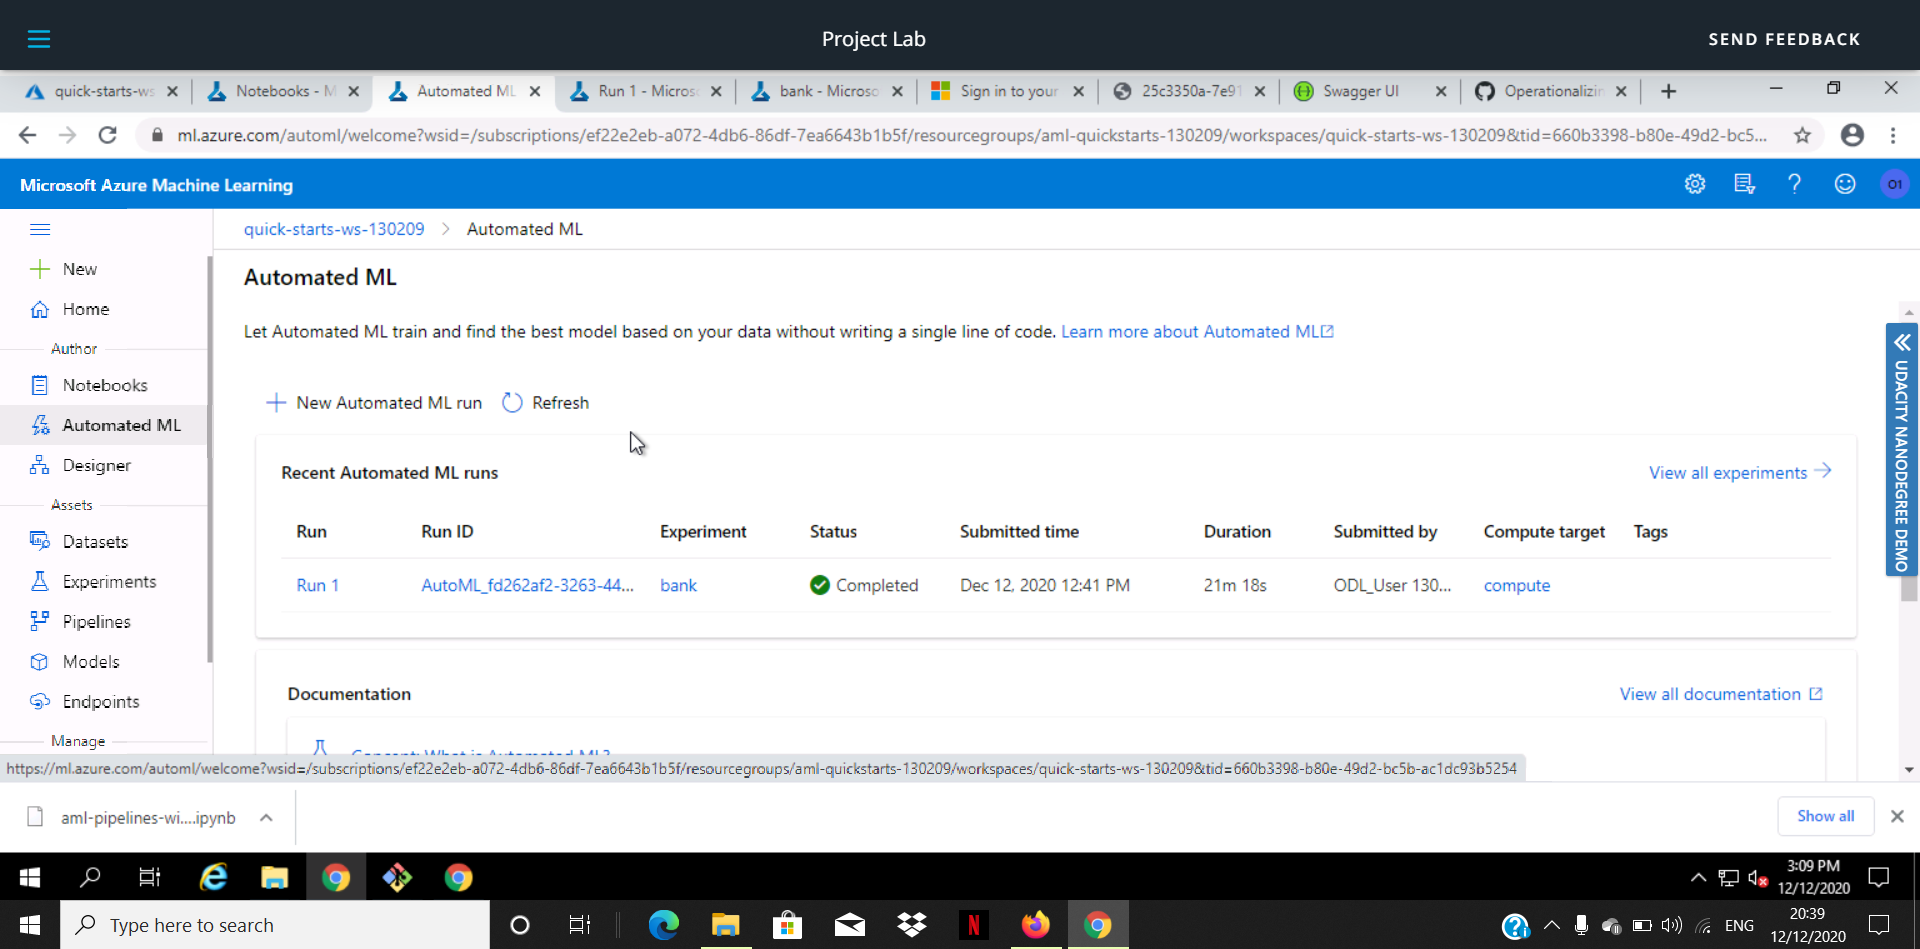 Project Lab
SEND FEEDBACK
quick-starts-ws
Notebooks - M
Automated ML
Run 1 - Micros
bank - Microso
Sign in to your
25c3350a-7e91
Swagger UI
Operationalizin
ml.azure.com/automl/welcome?wsid=/subscriptions/ef22e2eb-a072-4db6-86df-7ea6643b1b5f/resourcegroups/aml-quickstarts-130209/workspaces/quick-starts-ws-130209&tid=660b3398-b80e-49d2-bc5...
Microsoft Azure Machine Learning
O1
quick-starts-ws-130209 > Automated ML
New
Home
Author
Notebooks
Automated ML
Designer
Assets
Datasets
Experiments
Pipelines
Models
Endpoints
Manage
Automated ML
Let Automated ML train and find the best model based on your data without writing a single line of code. Learn more about Automated ML
New Automated ML run
Refresh
Recent Automated ML runs
View all experiments
Run Run ID Experiment Status Submitted time Duration Submitted by Compute target Tags
Run 1 AutoML_fd262af2-3263-44... bank Completed Dec 12, 2020 12:41 PM 21m 18s ODL_User 130... compute
Documentation
View all documentation
Concept: What is Automated ML?
UDACITY NANODEGREE DEMO
https://ml.azure.com/automl/welcome?wsid=/subscriptions/ef22e2eb-a072-4db6-86df-7ea6643b1b5f/resourcegroups/aml-quickstarts-130209/workspaces/quick-starts-ws-130209&tid=660b3398-b80e-49d2-bc5b-ac1dc93b5254
aml-pipelines-wi....ipynb
Show all
3:09 PM
12/12/2020
Type here to search
ENG
20:39
12/12/2020